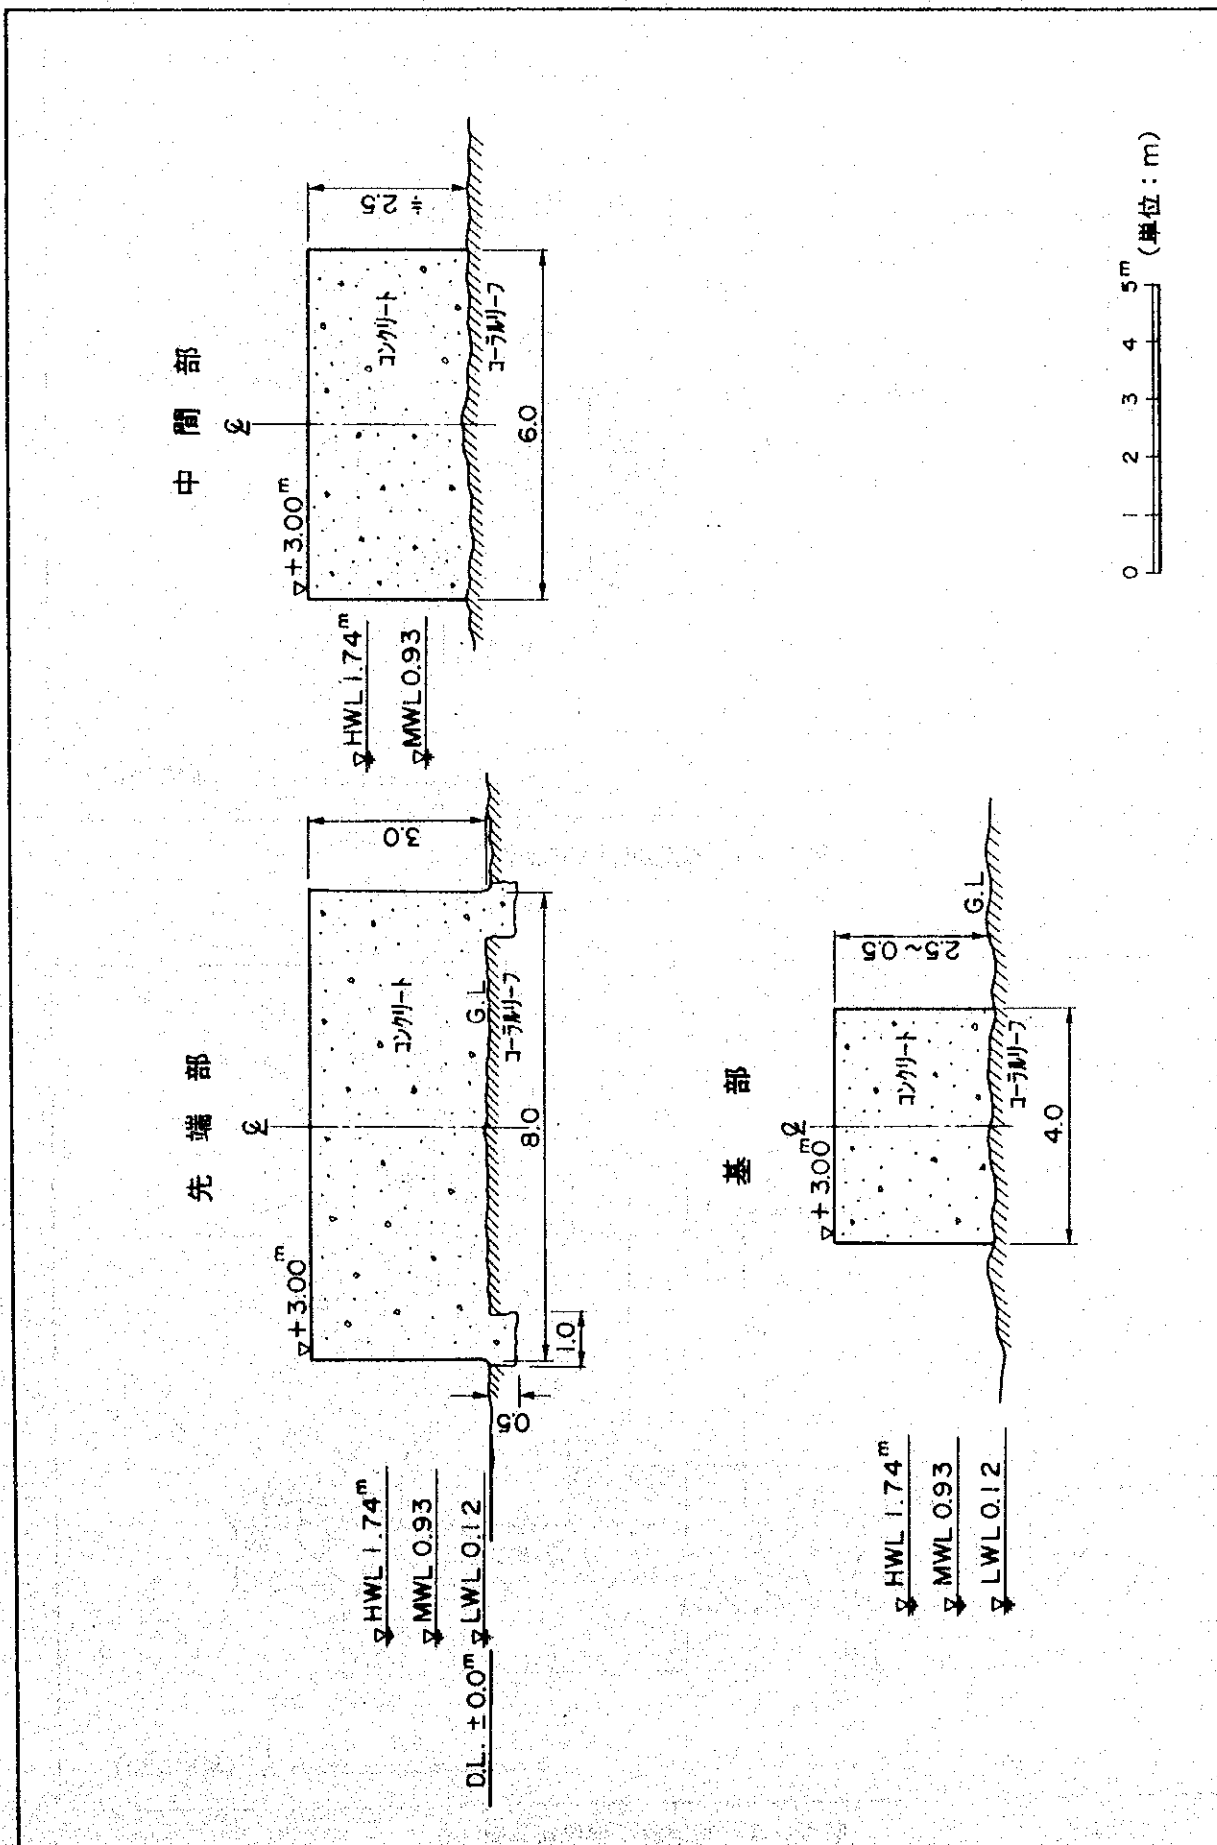 先端部
℄
+3.00ᵐ
コンクリート
G.L
コーラルリーフ
3.0
8.0
1.0
0.5
HWL 1.74ᵐ
MWL 0.93
LWL 0.12
D.L. ±0.0ᵐ
中間部
℄
+3.00ᵐ
コンクリート
コーラルリーフ
≒2.5
6.0
HWL 1.74ᵐ
MWL 0.93
基部
℄
+3.00ᵐ
コンクリート
G.L
コーラルリーフ
2.5~0.5
4.0
HWL 1.74ᵐ
MWL 0.93
LWL 0.12
0 1 2 3 4 5ᵐ (単位:m)